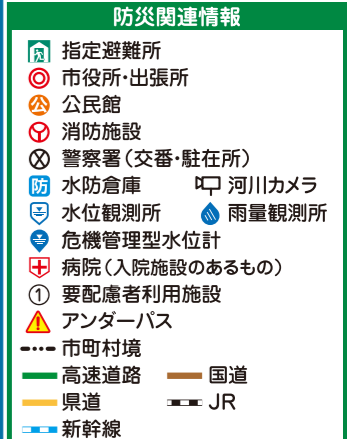 防災関連情報
指定避難所
市役所・出張所
公
公民館
消防施設
警察署（交番・駐在所）
防 水防倉庫 河川カメラ
水位観測所 雨量観測所
危機管理型水位計
病院（入院施設のあるもの）
① 要配慮者利用施設
アンダーパス
市町村境
高速道路 国道
県道 JR
新幹線